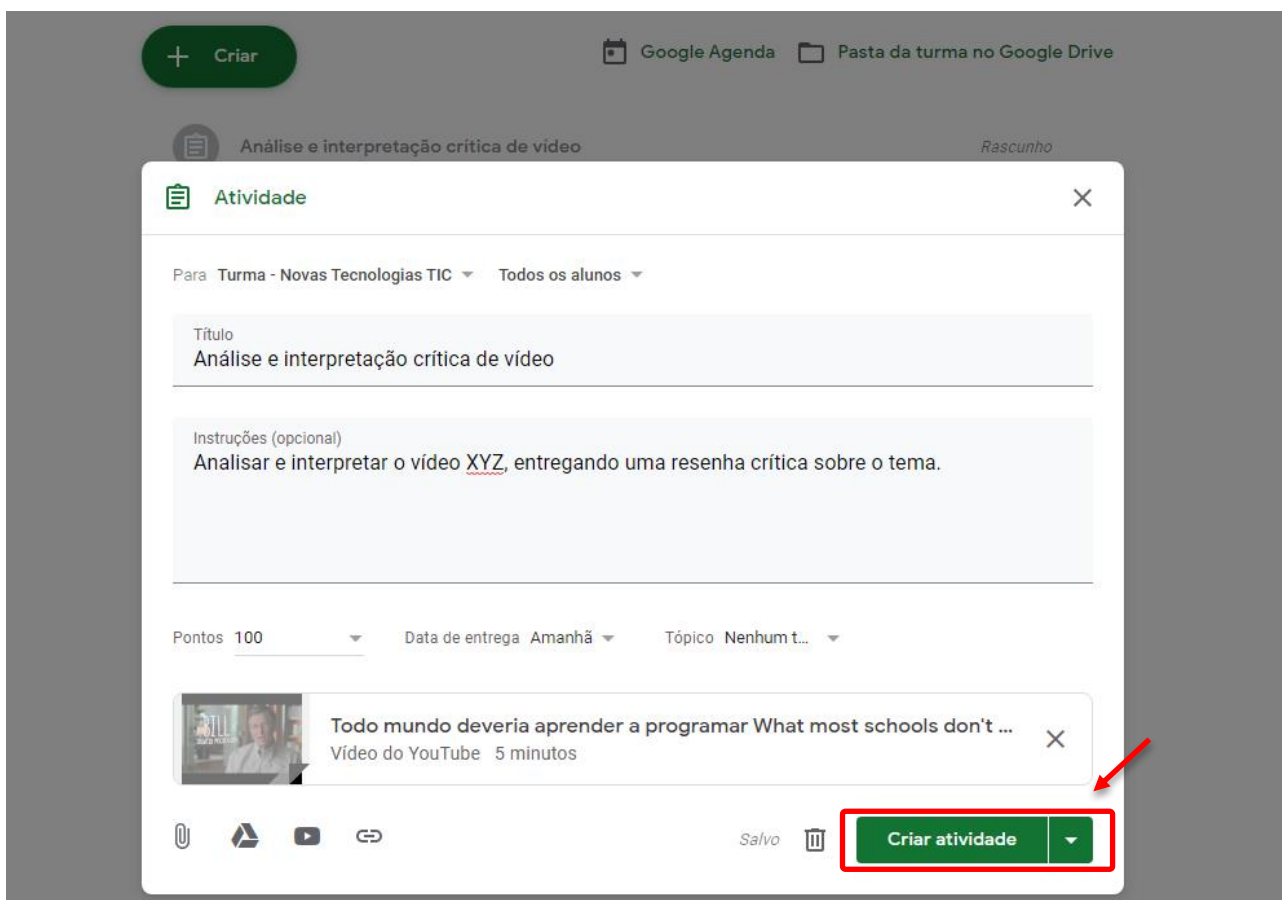 Criar
Google Agenda
Pasta da turma no Google Drive
Análise e interpretação crítica de vídeo
Rascunho
Atividade
Para Turma - Novas Tecnologias TIC
Todos os alunos
Título
Análise e interpretação crítica de vídeo
Instruções (opcional)
Analisar e interpretar o vídeo XYZ, entregando uma resenha crítica sobre o tema.
Pontos 100
Data de entrega Amanhã
Tópico Nenhum t...
BILL
Todo mundo deveria aprender a programar What most schools don't ...
Vídeo do YouTube 5 minutos
Salvo
Criar atividade